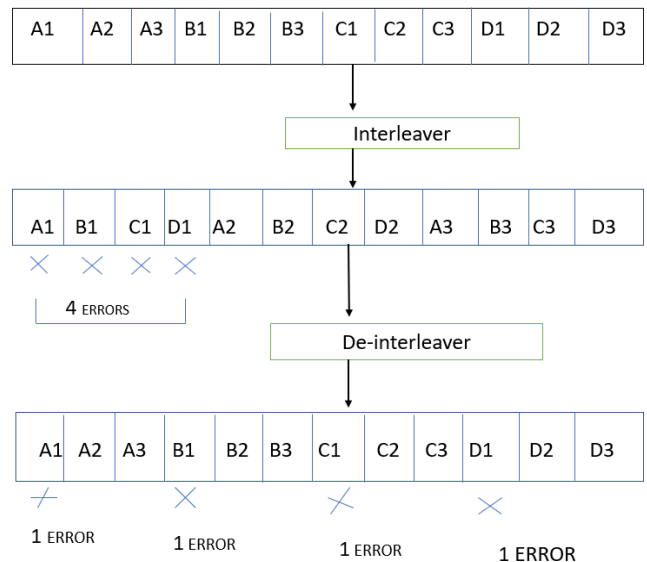 A1 A2 A3 B1 B2 B3 C1 C2 C3 D1 D2 D3
Interleaver
A1 B1 C1 D1 A2 B2 C2 D2 A3 B3 C3 D3
4 ERRORS
De-interleaver
A1 A2 A3 B1 B2 B3 C1 C2 C3 D1 D2 D3
1 ERROR 1 ERROR 1 ERROR 1 ERROR